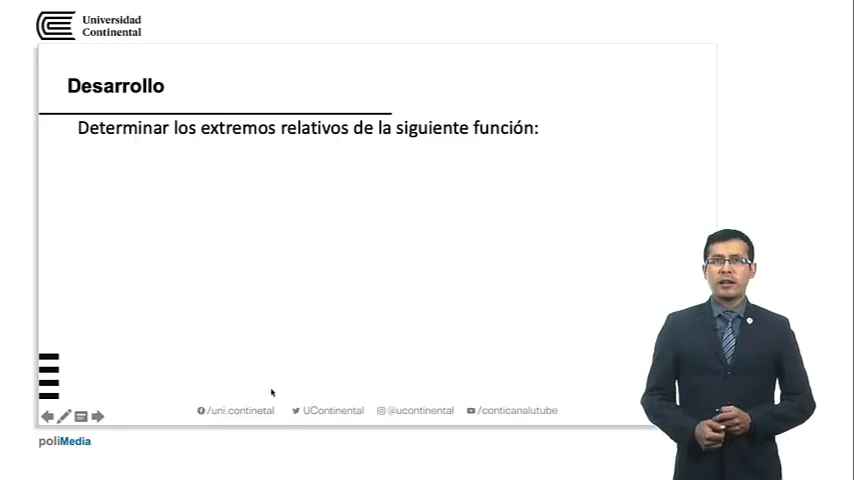 Universidad
Continental
Desarrollo
Determinar los extremos relativos de la siguiente función:
/uni.continetal
UContinental
@ucontinental
/conticanalutube
poliMedia